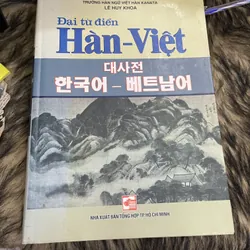 TRƯỜNG HÀN NGỮ VIỆT HÀN KANATA
LÊ HUY KHOA
Đại từ điển
Hàn-Việt
대사전
한국어 – 베트남어
NHÀ XUẤT BẢN TỔNG HỢP TP. HỒ CHÍ MINH